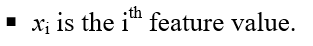 ▪ xᵢ is the iᵗʰ feature value.